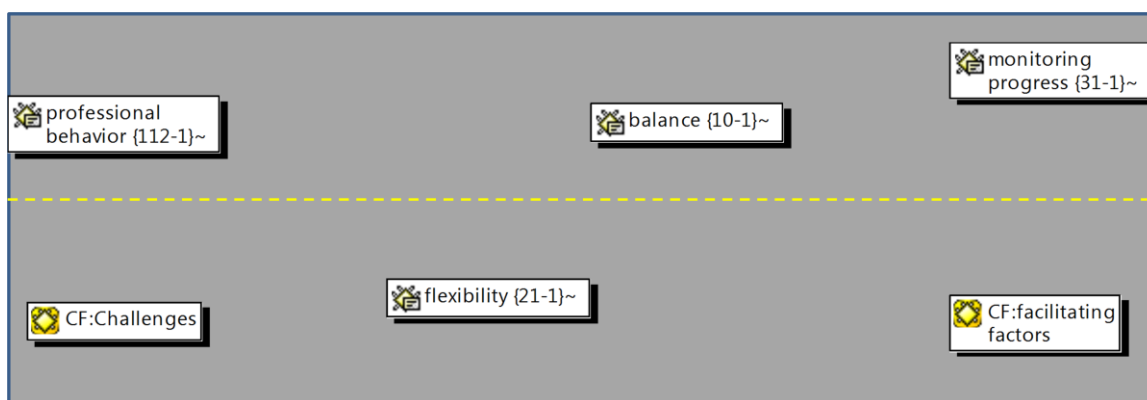 monitoring
progress {31-1}~
professional
behavior {112-1}~
balance {10-1}~
flexibility {21-1}~
CF:Challenges
CF:facilitating
factors